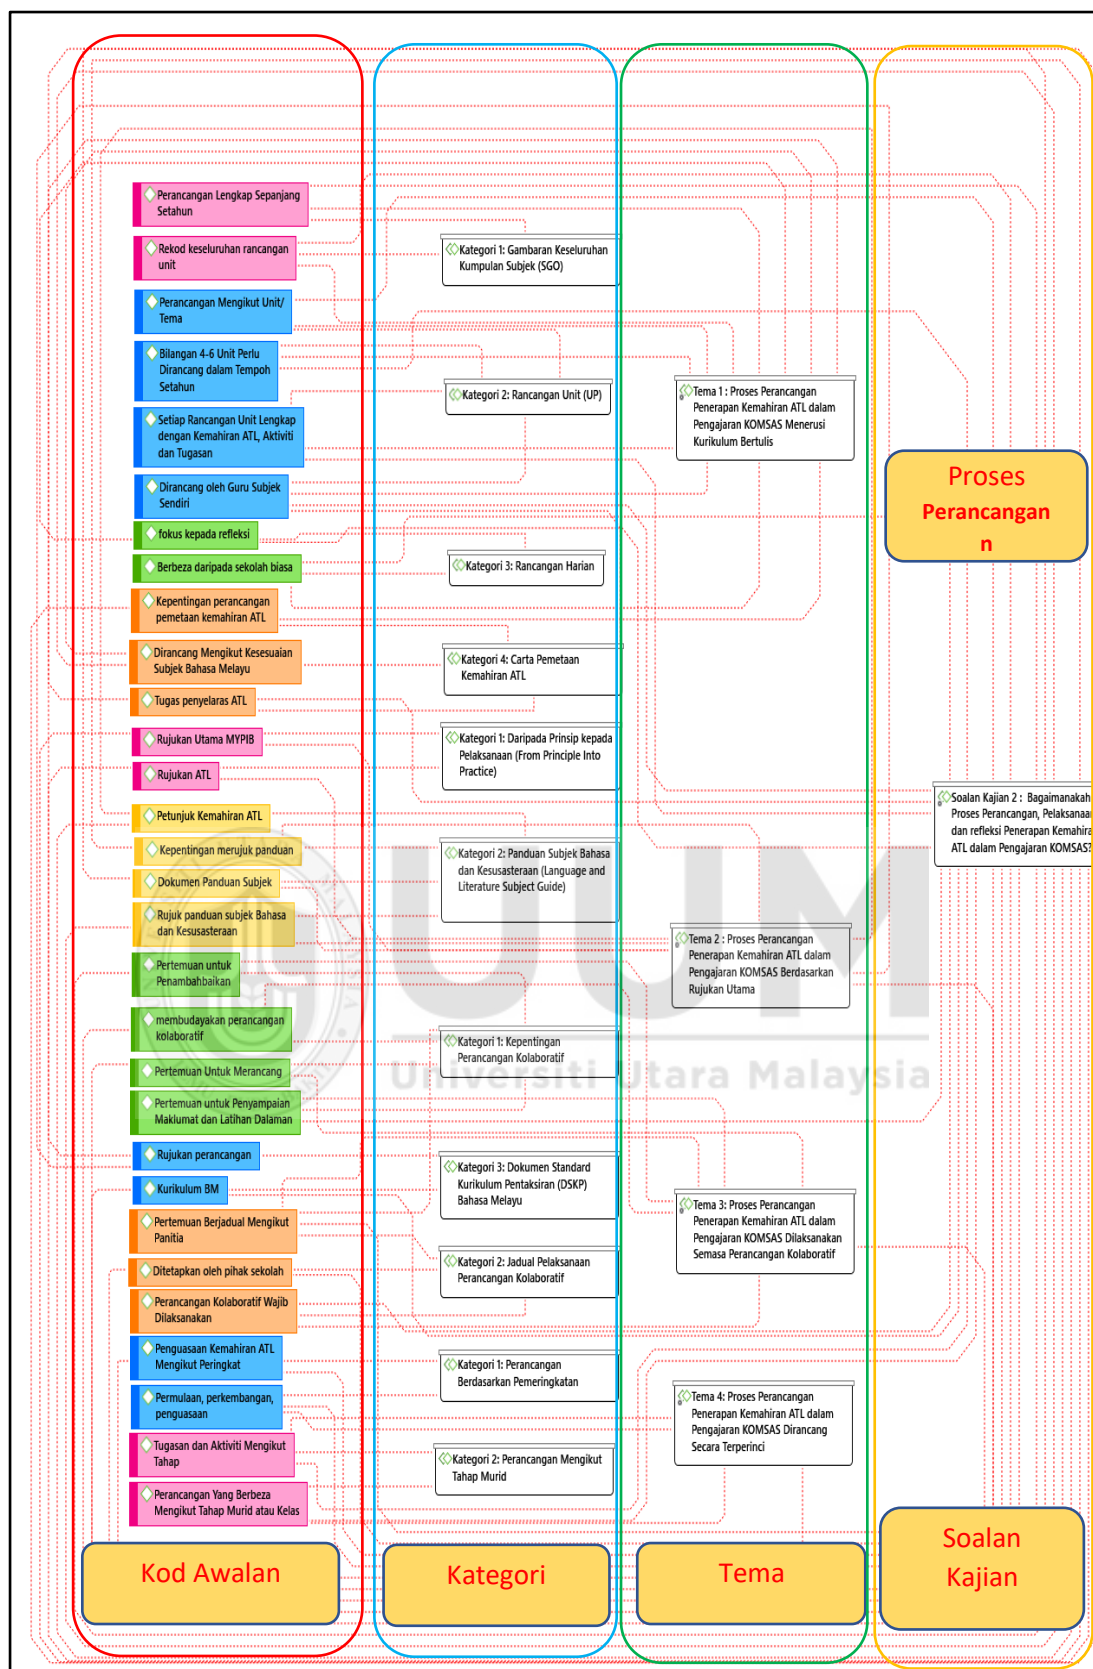 Perancangan Lengkap Sepanjang
Setahun
Rekod keseluruhan rancangan
unit
Perancangan Mengikut Unit/
Tema
Bilangan 4-6 Unit Perlu
Dirancang dalam Tempoh
Setahun
Setiap Rancangan Unit Lengkap
dengan Kemahiran ATL, Aktiviti
dan Tugasan
Dirancang oleh Guru Subjek
Sendiri
fokus kepada refleksi
Berbeza daripada sekolah biasa
Kepentingan perancangan
pemetaan kemahiran ATL
Dirancang Mengikut Kesesuaian
Subjek Bahasa Melayu
Tugas penyelaras ATL
Rujukan Utama MYPIB
Rujukan ATL
Petunjuk Kemahiran ATL
Kepentingan merujuk panduan
Dokumen Panduan Subjek
Rujuk panduan subjek Bahasa
dan Kesusasteraan
Pertemuan untuk
Penambahbaikan
membudayakan perancangan
kolaboratif
Pertemuan Untuk Merancang
Pertemuan untuk Penyampaian
Maklumat dan Latihan Dalaman
Rujukan perancangan
Kurikulum BM
Pertemuan Berjadual Mengikut
Panitia
Ditetapkan oleh pihak sekolah
Perancangan Kolaboratif Wajib
Dilaksanakan
Penguasaan Kemahiran ATL
Mengikut Peringkat
Permulaan, perkembangan,
penguasaan
Tugasan dan Aktiviti Mengikut
Tahap
Perancangan Yang Berbeza
Mengikut Tahap Murid atau Kelas
Kod Awalan
Kategori 1: Gambaran Keseluruhan
Kumpulan Subjek (SGO)
Kategori 2: Rancangan Unit (UP)
Kategori 3: Rancangan Harian
Kategori 4: Carta Pemetaan
Kemahiran ATL
Kategori 1: Daripada Prinsip kepada
Pelaksanaan (From Principle Into
Practice)
Kategori 2: Panduan Subjek Bahasa
dan Kesusasteraan (Language and
Literature Subject Guide)
Kategori 1: Kepentingan
Perancangan Kolaboratif
Kategori 3: Dokumen Standard
Kurikulum Pentaksiran (DSKP)
Bahasa Melayu
Kategori 2: Jadual Pelaksanaan
Perancangan Kolaboratif
Kategori 1: Perancangan
Berdasarkan Pemeringkatan
Kategori 2: Perancangan Mengikut
Tahap Murid
Kategori
Tema 1 : Proses Perancangan
Penerapan Kemahiran ATL dalam
Pengajaran KOMSAS Menerusi
Kurikulum Bertulis
Tema 2 : Proses Perancangan
Penerapan Kemahiran ATL dalam
Pengajaran KOMSAS Berdasarkan
Rujukan Utama
Tema 3: Proses Perancangan
Penerapan Kemahiran ATL dalam
Pengajaran KOMSAS Dilaksanakan
Semasa Perancangan Kolaboratif
Tema 4: Proses Perancangan
Penerapan Kemahiran ATL dalam
Pengajaran KOMSAS Dirancang
Secara Terperinci
Tema
Proses
Perancangan
n
Soalan Kajian 2 : Bagaimanakah
Proses Perancangan, Pelaksanaan
dan refleksi Penerapan Kemahira
ATL dalam Pengajaran KOMSAS?
Soalan
Kajian
UUM
Universiti Utara Malaysia